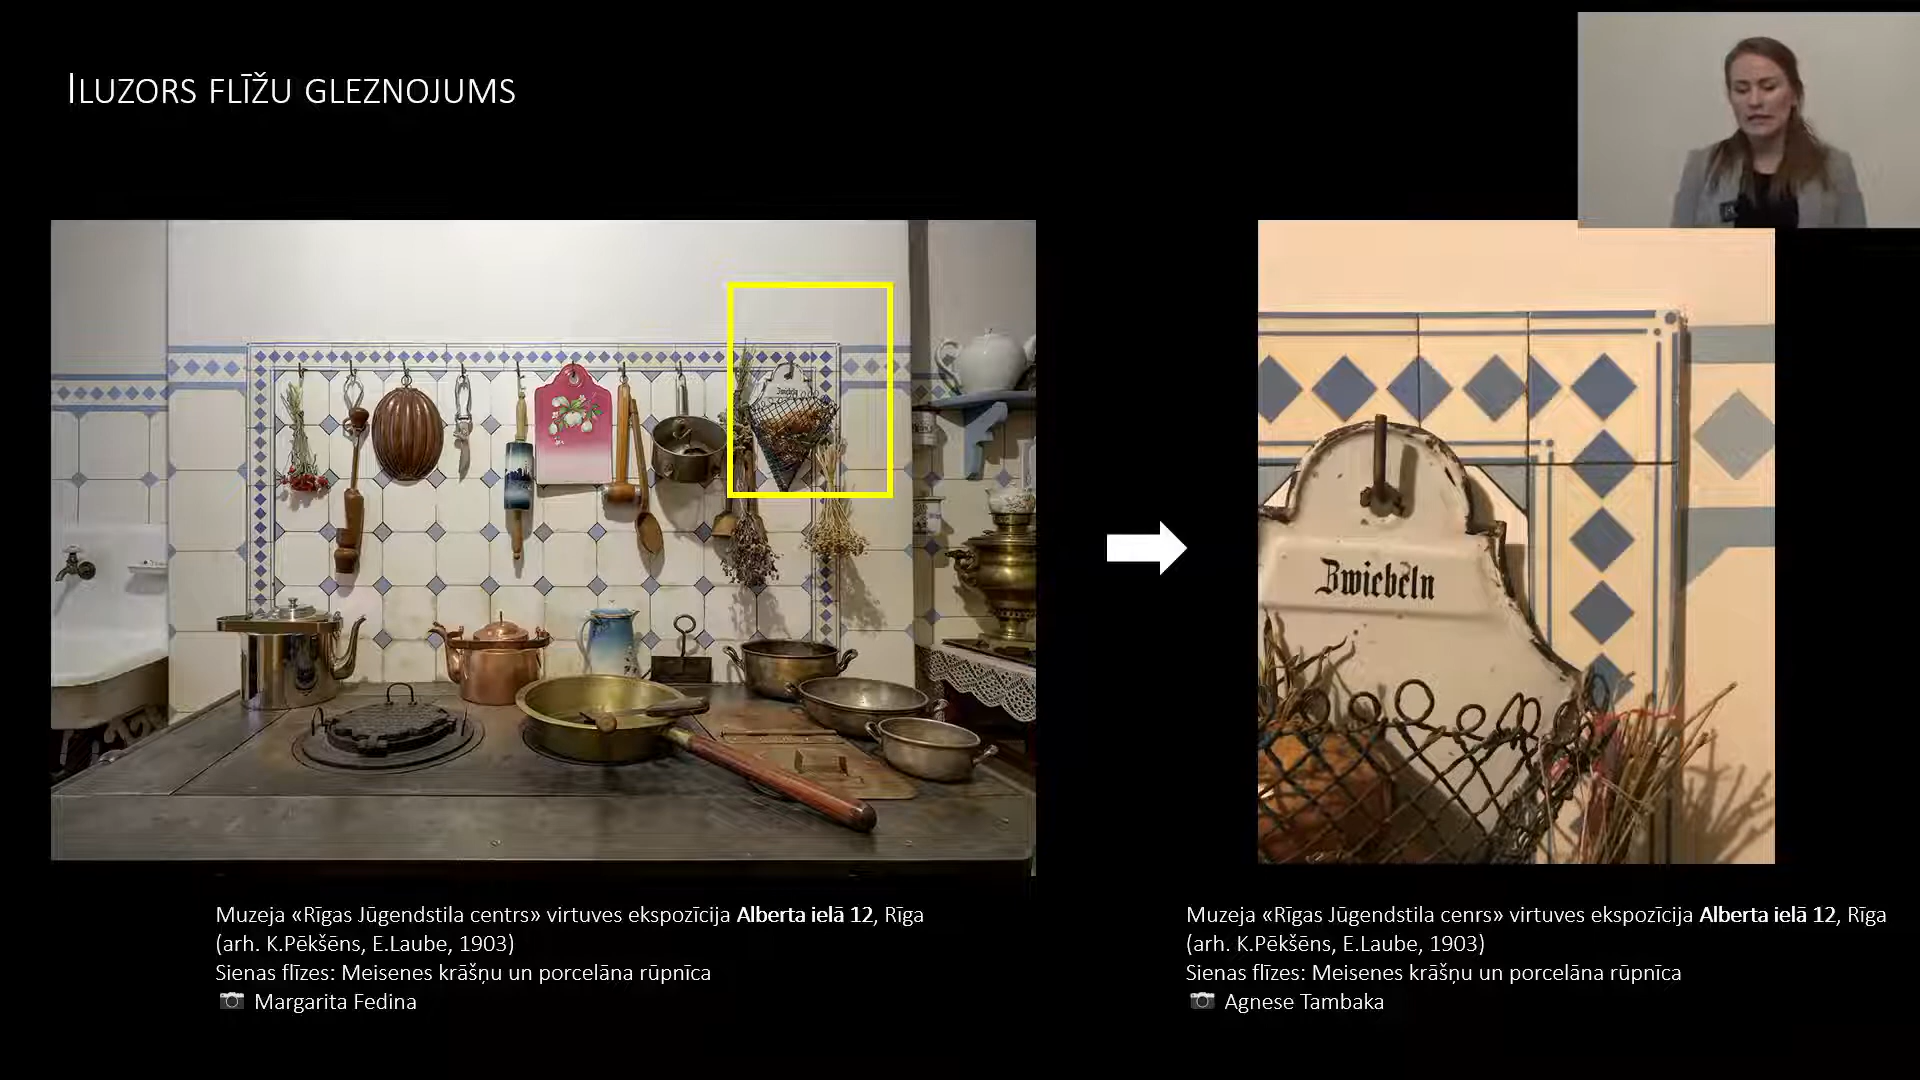 Iluzors flīžu gleznojums
Zwiebeln
Muzeja «Rīgas Jūgendstila centrs» virtuves ekspozīcija Alberta ielā 12, Rīga
(arh. K.Pēkšēns, E.Laube, 1903)
Sienas flīzes: Meisenes krāšņu un porcelāna rūpnīca
Margarita Fedina
Muzeja «Rīgas Jūgendstila cenrs» virtuves ekspozīcija Alberta ielā 12, Rīga
(arh. K.Pēkšēns, E.Laube, 1903)
Sienas flīzes: Meisenes krāšņu un porcelāna rūpnīca
Agnese Tambaka